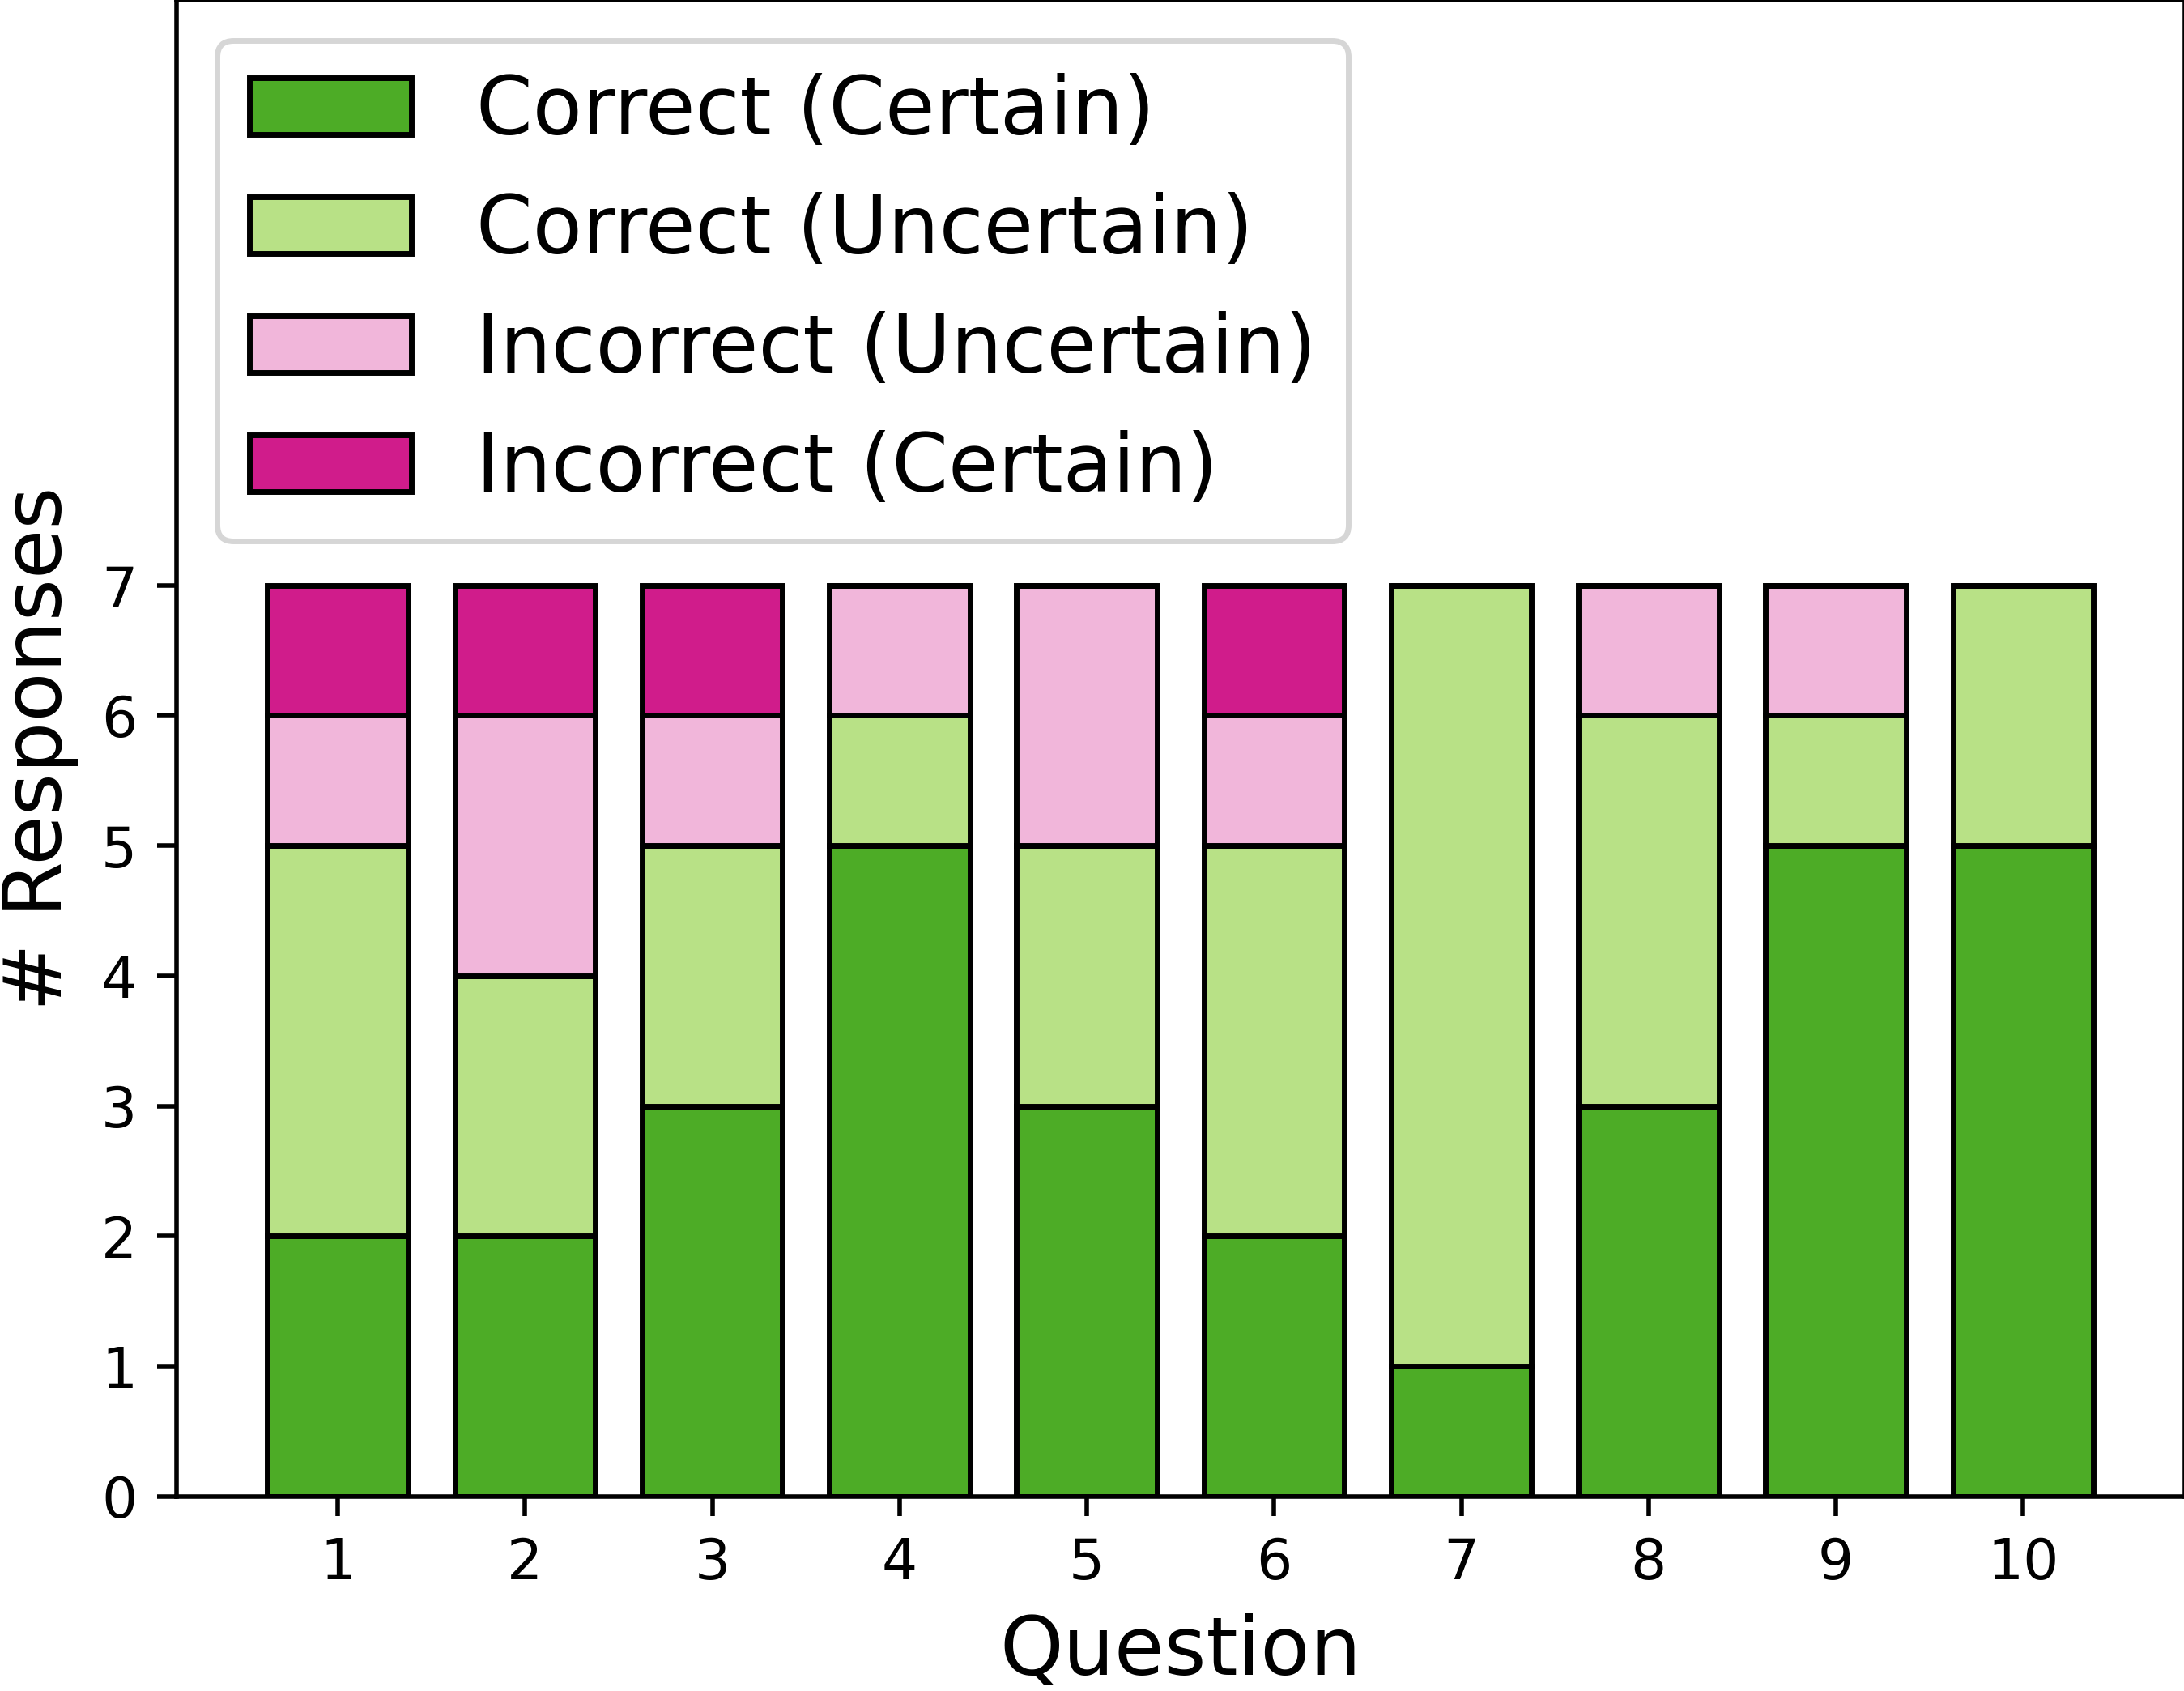 Correct (Certain)
Correct (Uncertain)
Incorrect (Uncertain)
Incorrect (Certain)
# Responses
7
6
5
4
3
2
1
0
1 2 3 4 5 6 7 8 9 10
Question